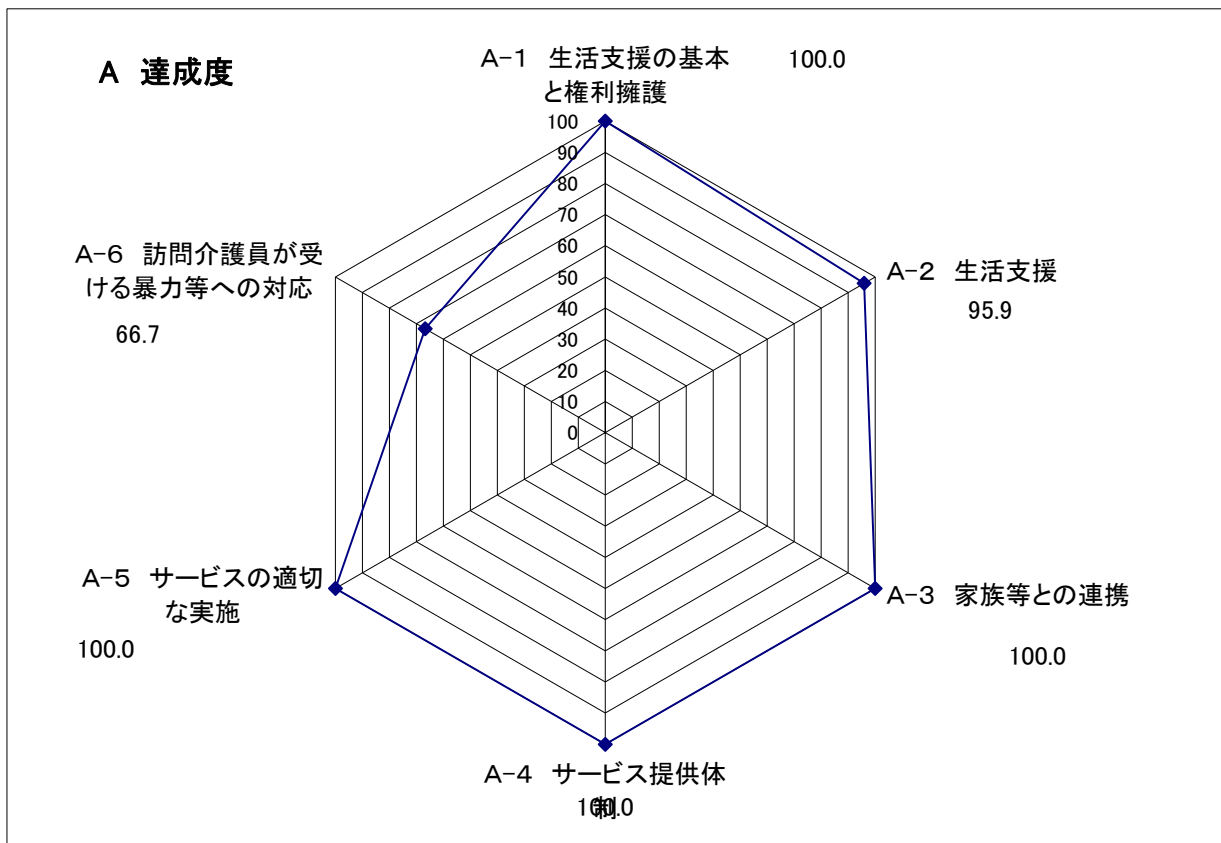 A 達成度
A-1 生活支援の基本
と権利擁護
100.0
100
90
80
70
60
50
40
30
20
10
0
A-2 生活支援
95.9
A-3 家族等との連携
100.0
A-4 サービス提供体
制
100.0
A-5 サービスの適切
な実施
100.0
A-6 訪問介護員が受
ける暴力等への対応
66.7